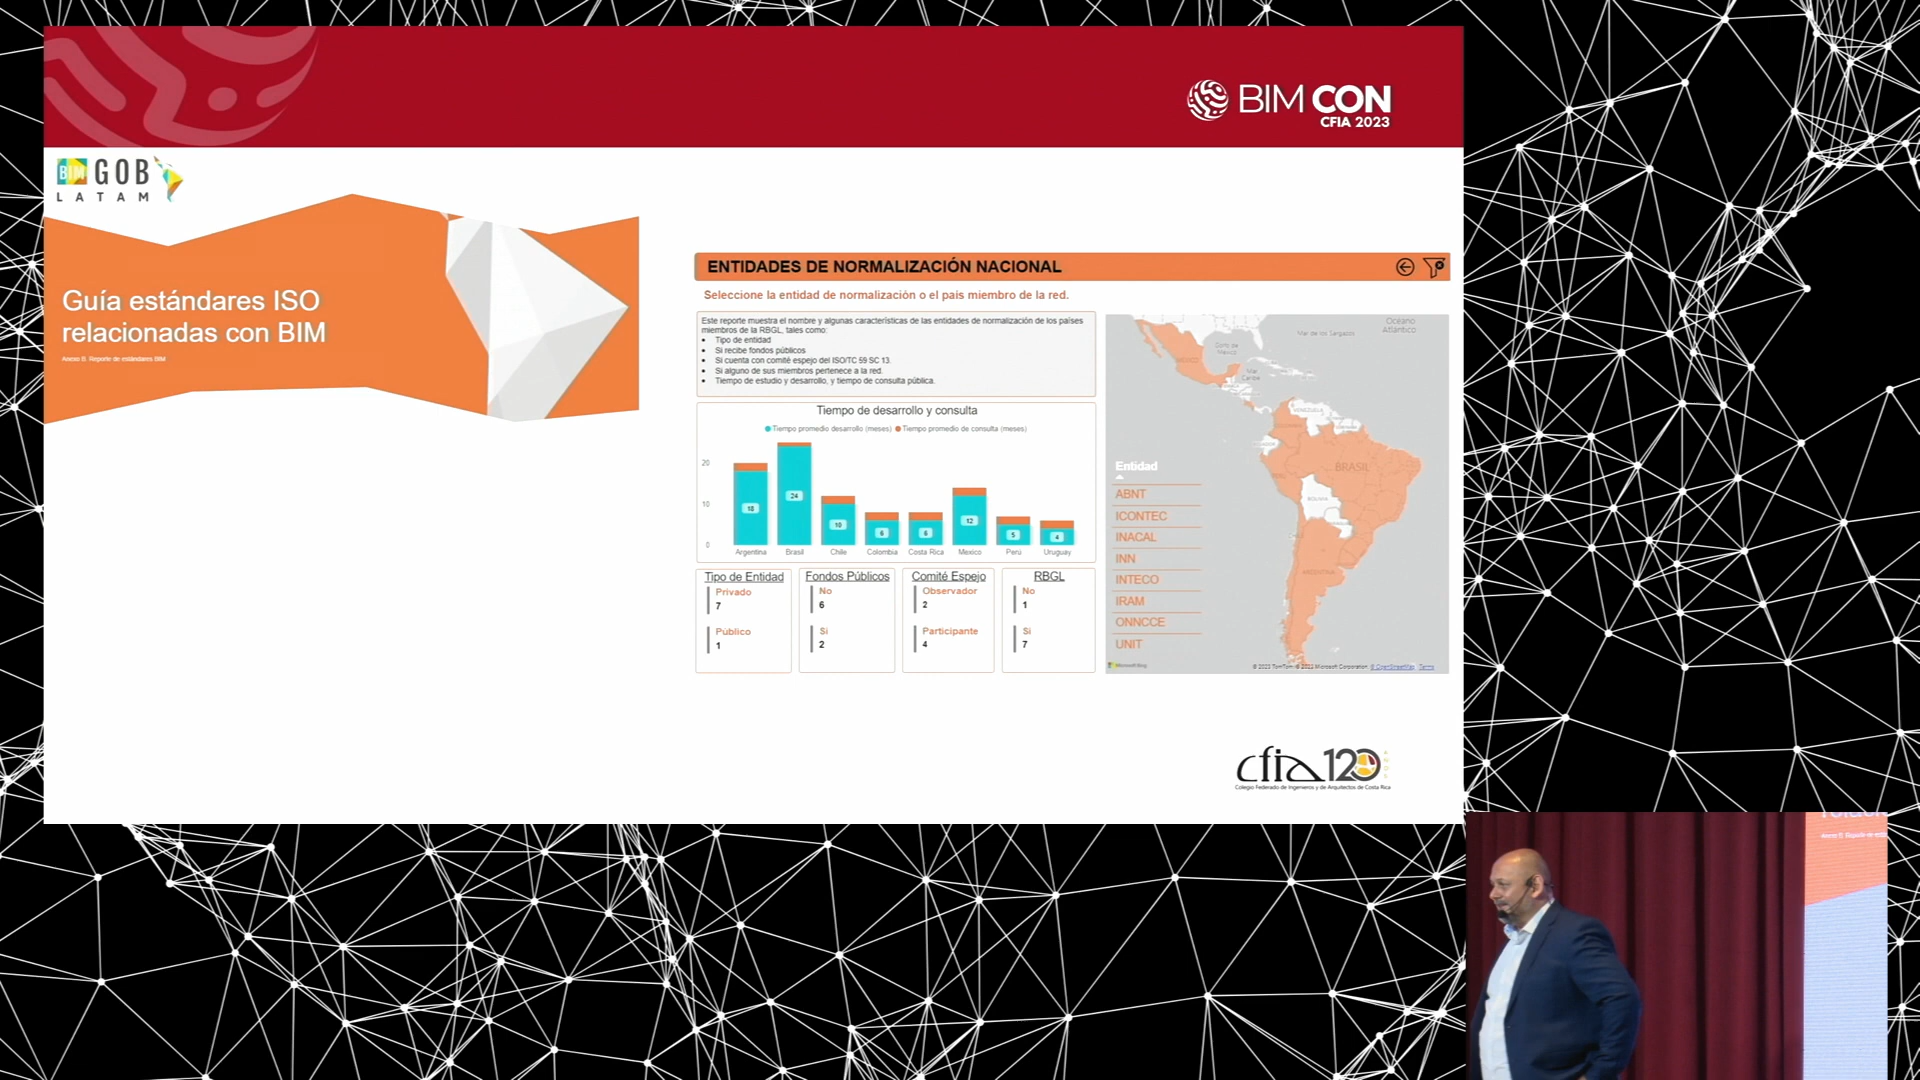 BIM CON
CFIA 2023
BIM GOB
LATAM
Guía estándares ISO
relacionadas con BIM
Anexo B. Reporte de estándares BIM
ENTIDADES DE NORMALIZACIÓN NACIONAL
Seleccione la entidad de normalización o el país miembro de la red.
Este reporte muestra el nombre y algunas características de las entidades de normalización de los países
miembros de la RBGL, tales como:
• Tipo de entidad
• Si recibe fondos públicos
• Si cuenta con comité espejo del ISO/TC 59 SC 13.
• Si alguno de sus miembros pertenece a la red.
• Tiempo de estudio y desarrollo, y tiempo de consulta pública.
Tiempo de desarrollo y consulta
Tiempo promedio desarrollo (meses) Tiempo promedio de consulta (meses)
20
10
0
18
24
10
6
6
12
5
4
Argentina Brasil Chile Colombia Costa Rica Mexico Perú Uruguay
Tipo de Entidad
Privado
7
Público
1
Fondos Públicos
No
6
Si
2
Comité Espejo
Observador
2
Participante
4
RBGL
No
1
Si
7
Océano
Atlántico
Mar de los Sargazos
Golfo de
México
Mar
Caribe
MÉXICO
VENEZUELA
BRASIL
BOLIVIA
ARGENTINA
Entidad
ABNT
ICONTEC
INACAL
INN
INTECO
IRAM
ONNCCE
UNIT
Microsoft Bing
© 2023 TomTom, © 2023 Microsoft Corporation, © OpenStreetMap Terms
cfia 120
Colegio Federado de Ingenieros y de Arquitectos de Costa Rica